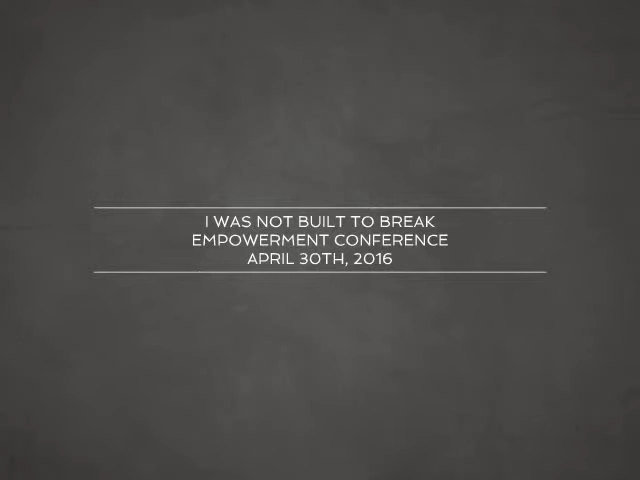 I WAS NOT BUILT TO BREAK
EMPOWERMENT CONFERENCE
APRIL 30TH, 2016